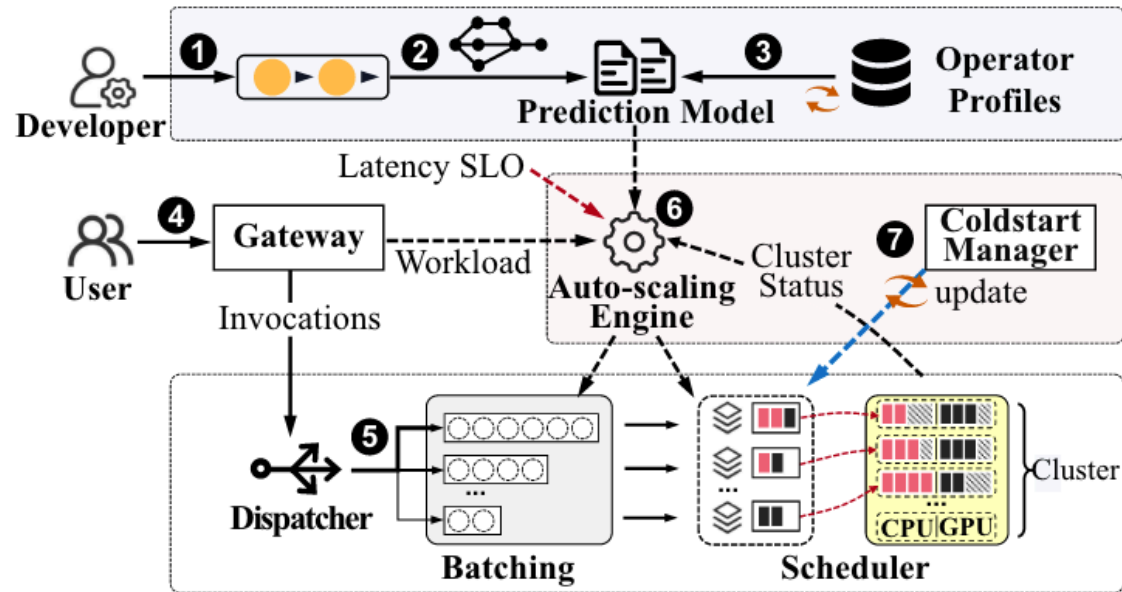 1
2
3
Operator
Profiles
Developer
Prediction Model
Latency SLO
4
6
7
Coldstart
Manager
Gateway
Workload
Cluster
Status
update
User
Auto-scaling
Engine
Invocations
5
...
...
...
Cluster
CPU GPU
Dispatcher
Batching
Scheduler